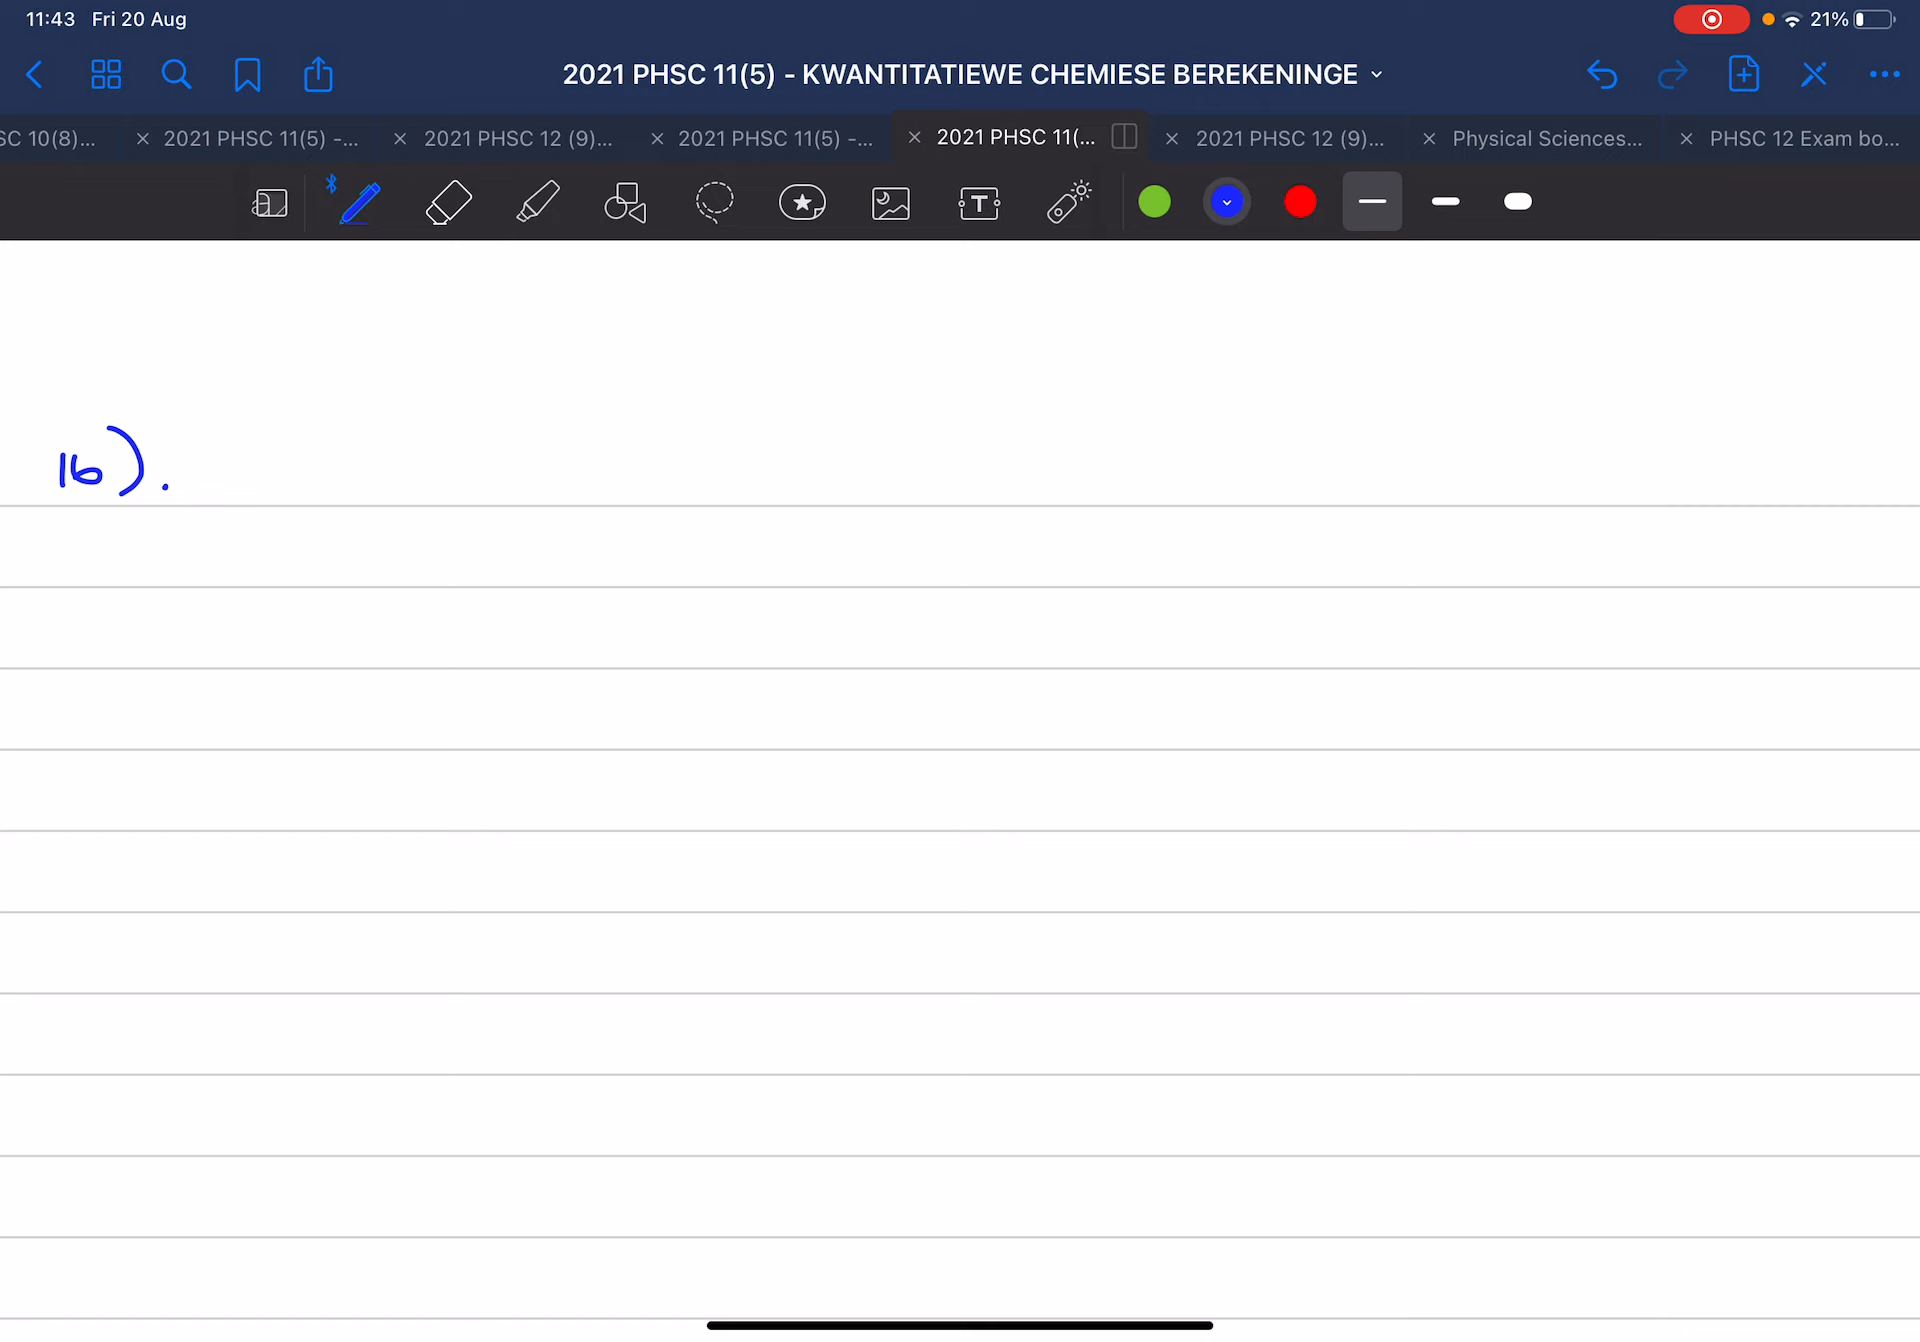 11:43 Fri 20 Aug 21%
2021 PHSC 11(5) - KWANTITATIEWE CHEMIESE BEREKENINGE
SC 10(8)... 2021 PHSC 11(5) -... 2021 PHSC 12 (9)... 2021 PHSC 11(5) -... 2021 PHSC 11(... 2021 PHSC 12 (9)... Physical Sciences... PHSC 12 Exam bo...
T
16).